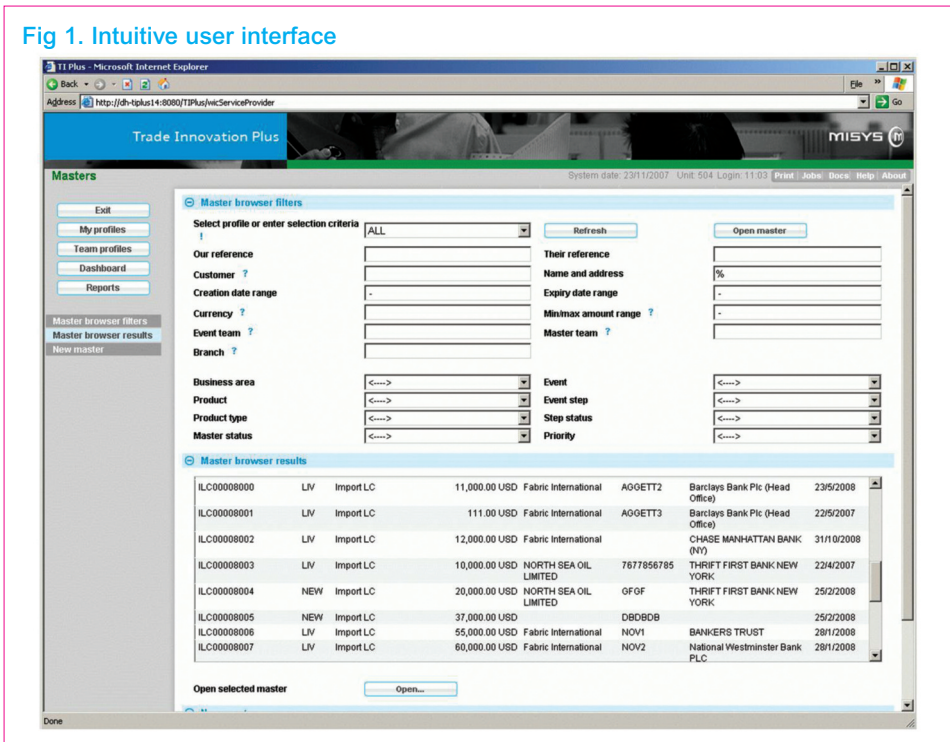 Fig 1. Intuitive user interface
TI Plus - Microsoft Internet Explorer
Back
File
Address http://dh-tiplus14:8080/TIPlus/wicServiceProvider Go
Trade Innovation Plus MISYS m
Masters System date: 23/11/2007 Unit: 504 Login: 11:03 Print | Jobs | Docs | Help | About
Exit
My profiles
Team profiles
Dashboard
Reports
Master browser filters
Master browser results
New master
Master browser filters
Select profile or enter selection criteria ! ALL Refresh Open master
Our reference Their reference
Customer ? Name and address %
Creation date range - Expiry date range -
Currency ? Min/max amount range ? -
Event team ? Master team ?
Branch ?
Business area <----> Event <---->
Product <----> Event step <---->
Product type <----> Step status <---->
Master status <----> Priority <---->
Master browser results
ILC00008000 LIV Import LC 11,000.00 USD Fabric International AGGETT2 Barclays Bank Plc (Head 23/5/2008
Office)
ILC00008001 LIV Import LC 111.00 USD Fabric International AGGETT3 Barclays Bank Plc (Head 22/5/2007
Office)
ILC00008002 LIV Import LC 12,000.00 USD Fabric International CHASE MANHATTAN BANK 31/10/2008
(NY)
ILC00008003 LIV Import LC 10,000.00 USD NORTH SEA OIL 7677856785 THRIFT FIRST BANK NEW 22/4/2007
LIMITED YORK
ILC00008004 NEW Import LC 20,000.00 USD NORTH SEA OIL GFGF THRIFT FIRST BANK NEW 25/2/2008
LIMITED YORK
ILC00008005 NEW Import LC 37,000.00 USD DBDBDB 25/2/2008
ILC00008006 LIV Import LC 55,000.00 USD Fabric International NOV1 BANKERS TRUST 28/1/2008
ILC00008007 LIV Import LC 60,000.00 USD Fabric International NOV2 National Westminster Bank 28/1/2008
PLC
Open selected master Open...
Done